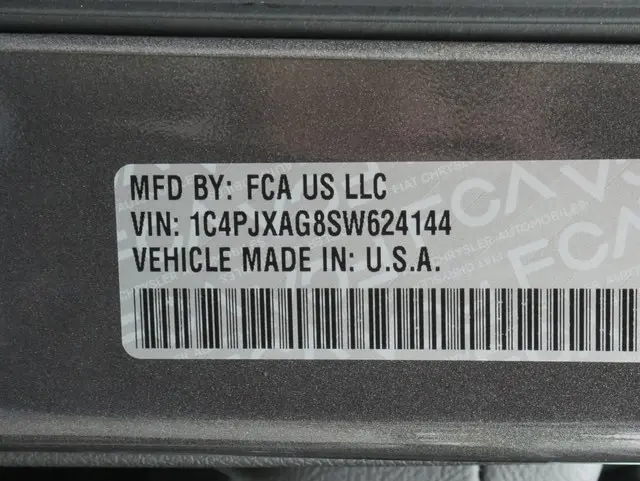 MFD BY: FCA US LLC
VIN: 1C4PJXAG8SW624144
VEHICLE MADE IN: U.S.A.